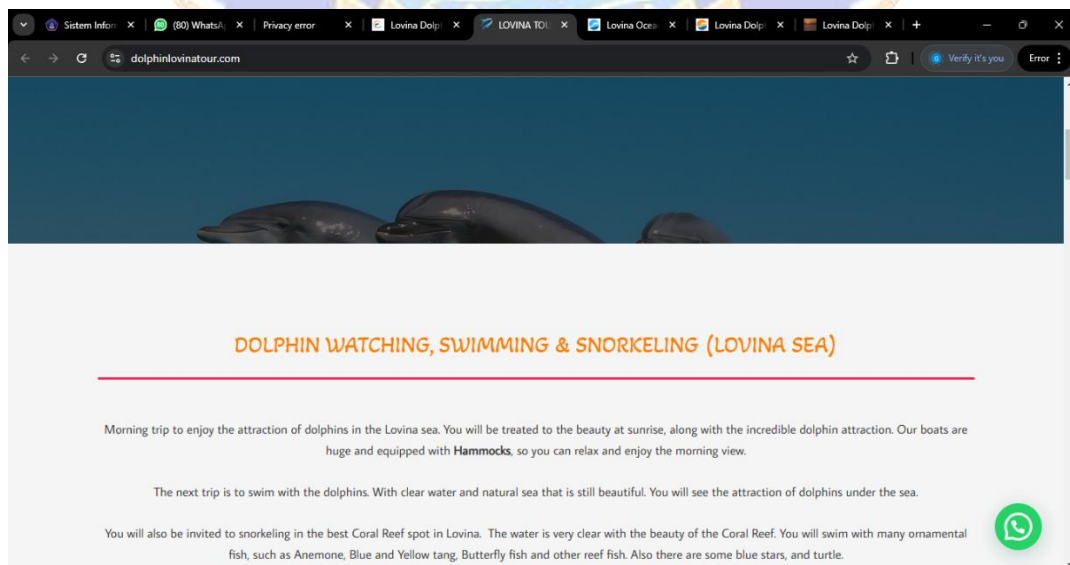 Sistem Inforr
(80) WhatsA
Privacy error
Lovina Dolp
LOVINA TOU
Lovina Ocea
Lovina Dolp
Lovina Dolp
dolphinlovinatour.com
Verify it's you
Error
DOLPHIN WATCHING, SWIMMING & SNORKELING (LOVINA SEA)
Morning trip to enjoy the attraction of dolphins in the Lovina sea. You will be treated to the beauty at sunrise, along with the incredible dolphin attraction. Our boats are
huge and equipped with Hammocks, so you can relax and enjoy the morning view.
The next trip is to swim with the dolphins. With clear water and natural sea that is still beautiful. You will see the attraction of dolphins under the sea.
You will also be invited to snorkeling in the best Coral Reef spot in Lovina. The water is very clear with the beauty of the Coral Reef. You will swim with many ornamental
fish, such as Anemone, Blue and Yellow tang, Butterfly fish and other reef fish. Also there are some blue stars, and turtle.